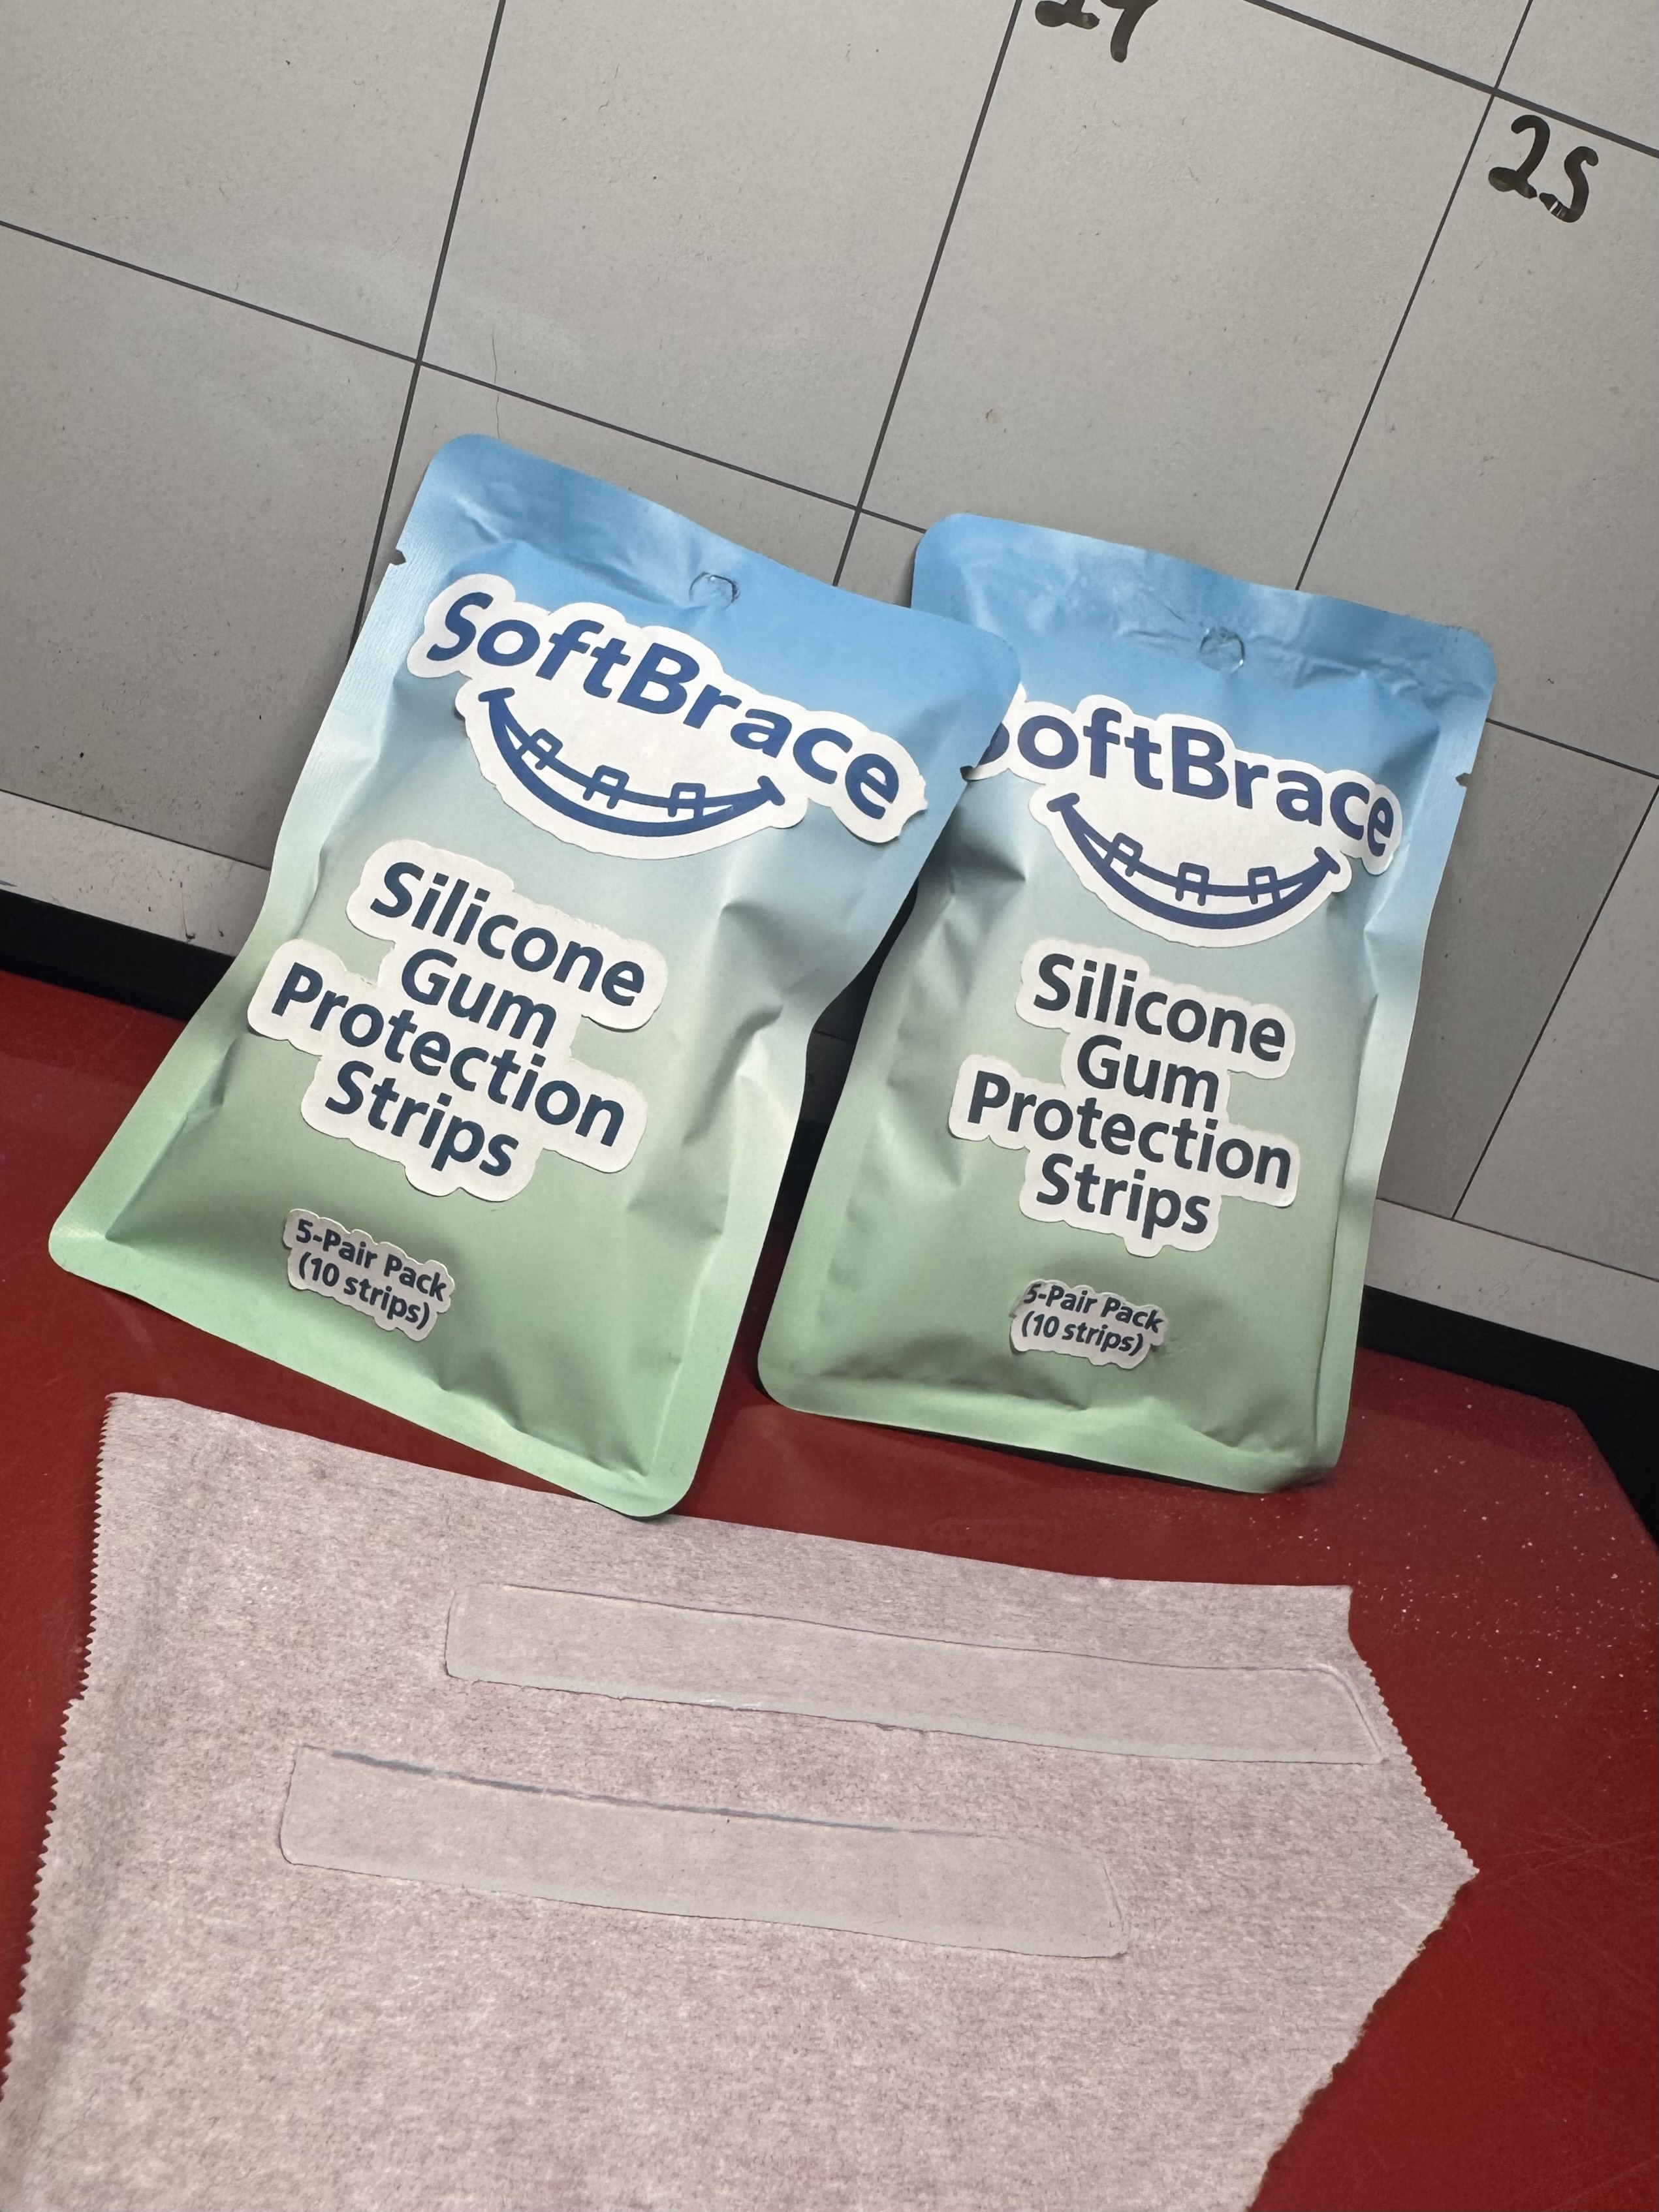 24
25
SoftBrace
Silicone
Gum
Protection
Strips
5-Pair Pack
(10 strips)
SoftBrace
Silicone
Gum
Protection
Strips
5-Pair Pack
(10 strips)